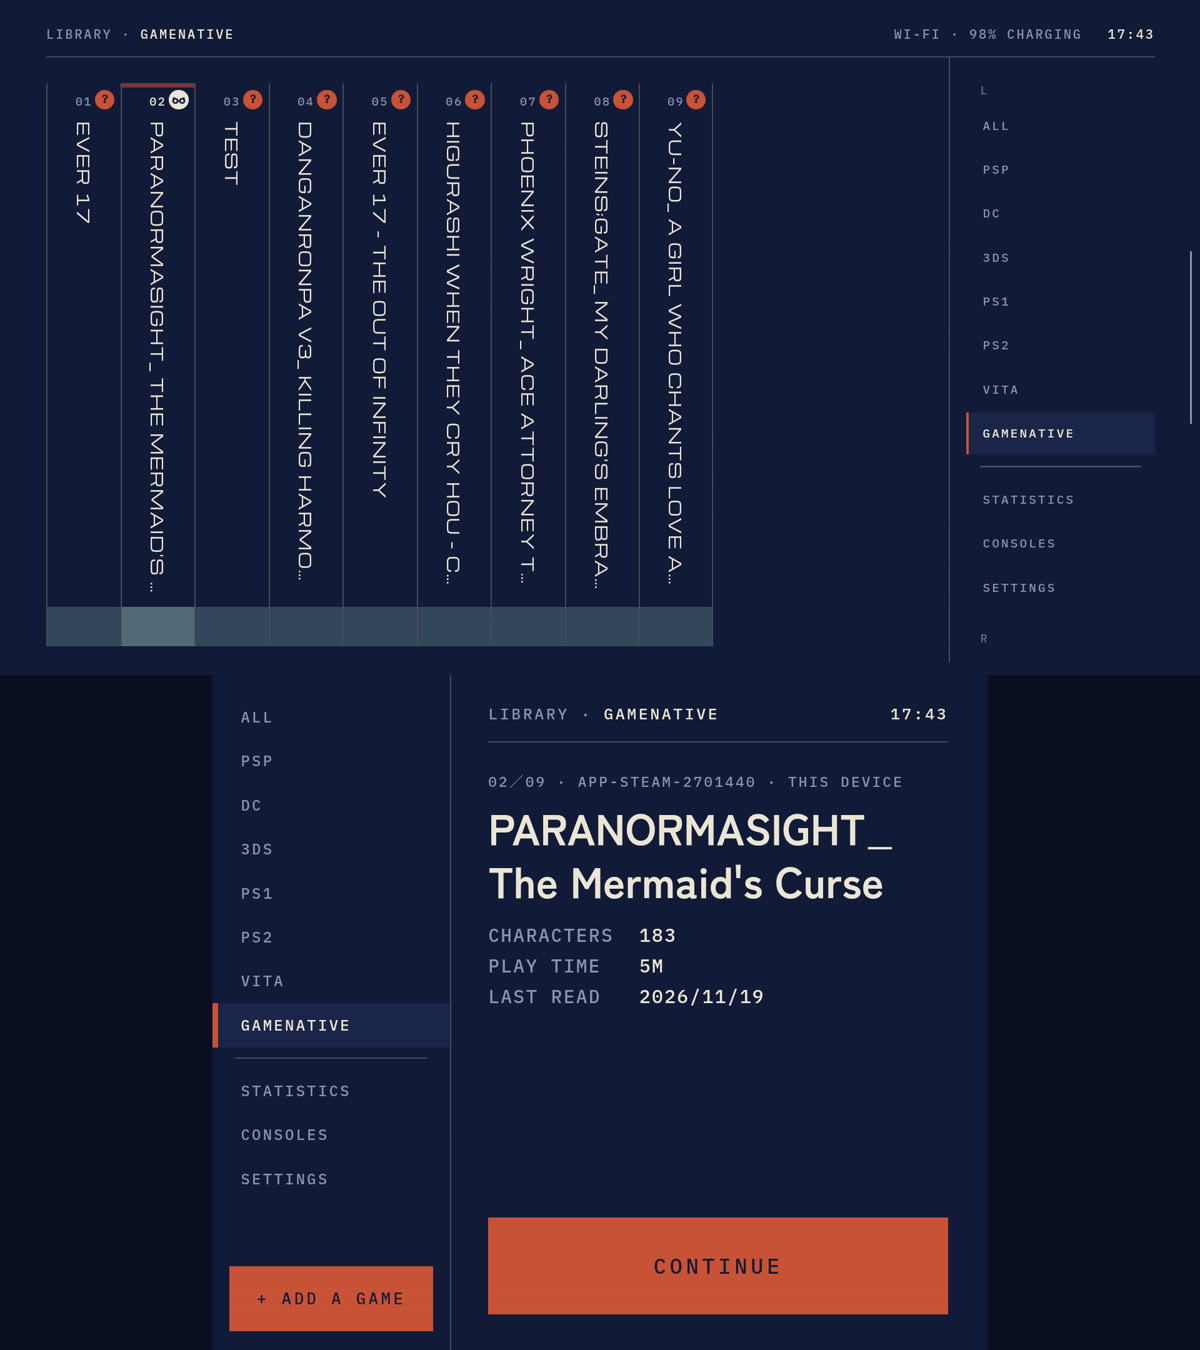 LIBRARY · GAMENATIVE
WI-FI · 98% CHARGING 17:43
01 ?
EVER 17
02
PARANORMASIGHT_ THE MERMAID'S ...
03 ?
TEST
04 ?
DANGANRONPA V3_ KILLING HARMO...
05 ?
EVER 17 - THE OUT OF INFINITY
06 ?
HIGURASHI WHEN THEY CRY HOU - C...
07 ?
PHOENIX WRIGHT_ ACE ATTORNEY T...
08 ?
STEINS;GATE_ MY DARLING'S EMBRA...
09 ?
YU-NO_ A GIRL WHO CHANTS LOVE A...
L
ALL
PSP
DC
3DS
PS1
PS2
VITA
GAMENATIVE
STATISTICS
CONSOLES
SETTINGS
R
ALL
PSP
DC
3DS
PS1
PS2
VITA
GAMENATIVE
STATISTICS
CONSOLES
SETTINGS
+ ADD A GAME
LIBRARY · GAMENATIVE 17:43
02／09 · APP-STEAM-2701440 · THIS DEVICE
PARANORMASIGHT_
The Mermaid's Curse
CHARACTERS 183
PLAY TIME 5M
LAST READ 2026/11/19
CONTINUE